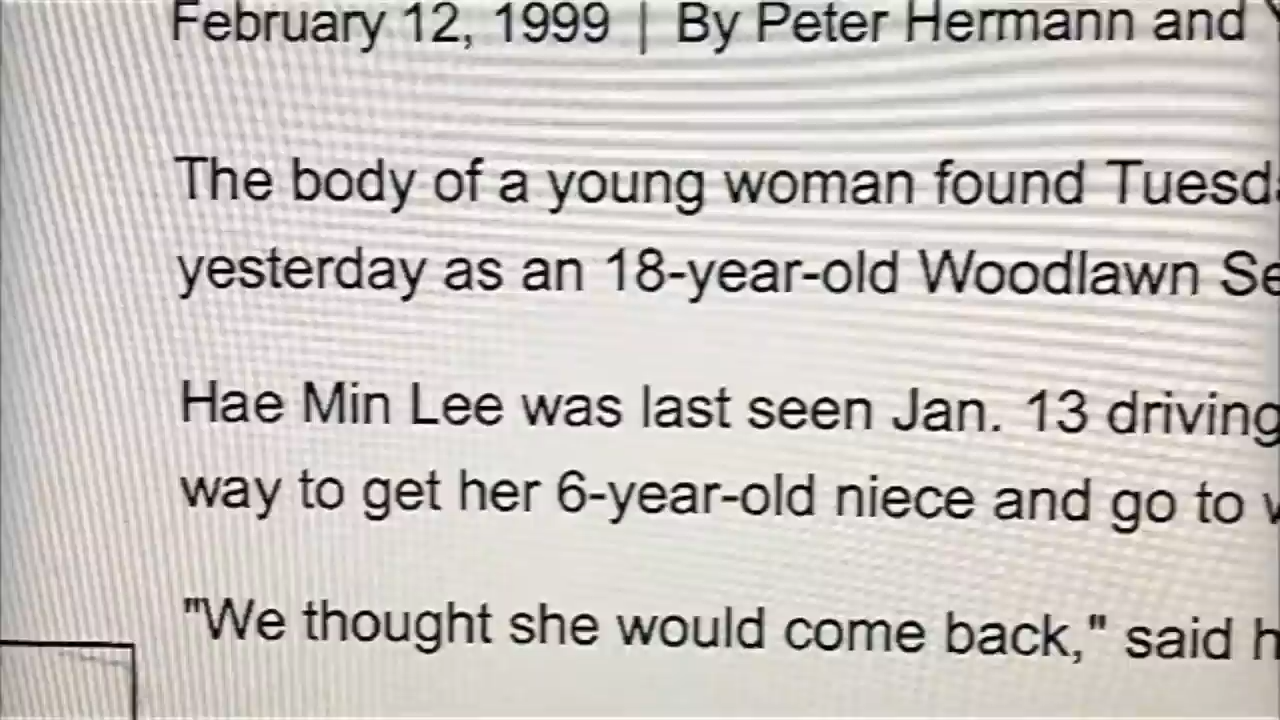 February 12, 1999 | By Peter Hermann and
The body of a young woman found
yesterday as an 18-year-old Woodlawn
Hae Min Lee was last seen Jan. 13 driving
way to get her 6-year-old niece and go to
"We thought she would come back," said